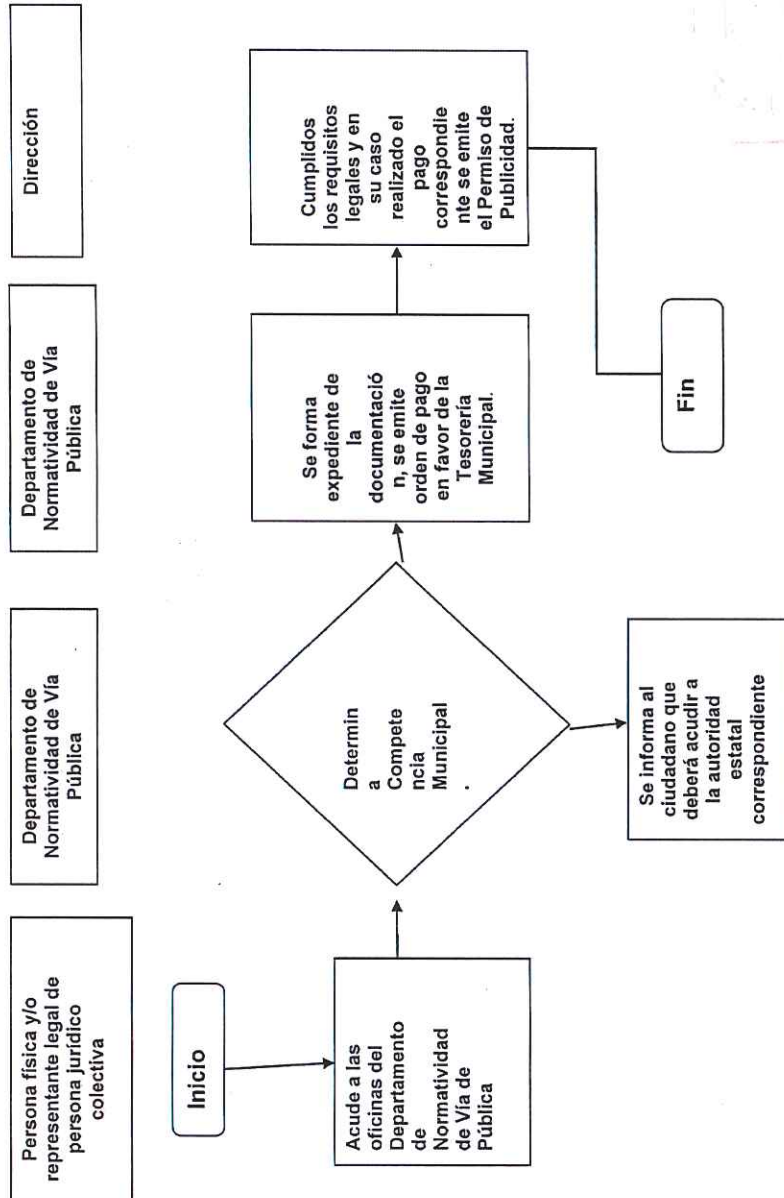 Persona física y/o
representante legal de
persona jurídico
colectiva
Departamento de
Normatividad de Vía
Pública
Departamento de
Normatividad de Vía
Pública
Dirección
Inicio
Acude a las
oficinas del
Departamento
de
Normatividad
de Vía de
Pública
Determin
a
Compete
ncia
Municipal
.
Se informa al
ciudadano que
deberá acudir a
la autoridad
estatal
correspondiente
Se forma
expediente de
la
documentació
n, se emite
orden de pago
en favor de la
Tesorería
Municipal.
Cumplidos
los requisitos
legales y en
su caso
realizado el
pago
correspondie
nte se emite
el Permiso de
Publicidad.
Fin